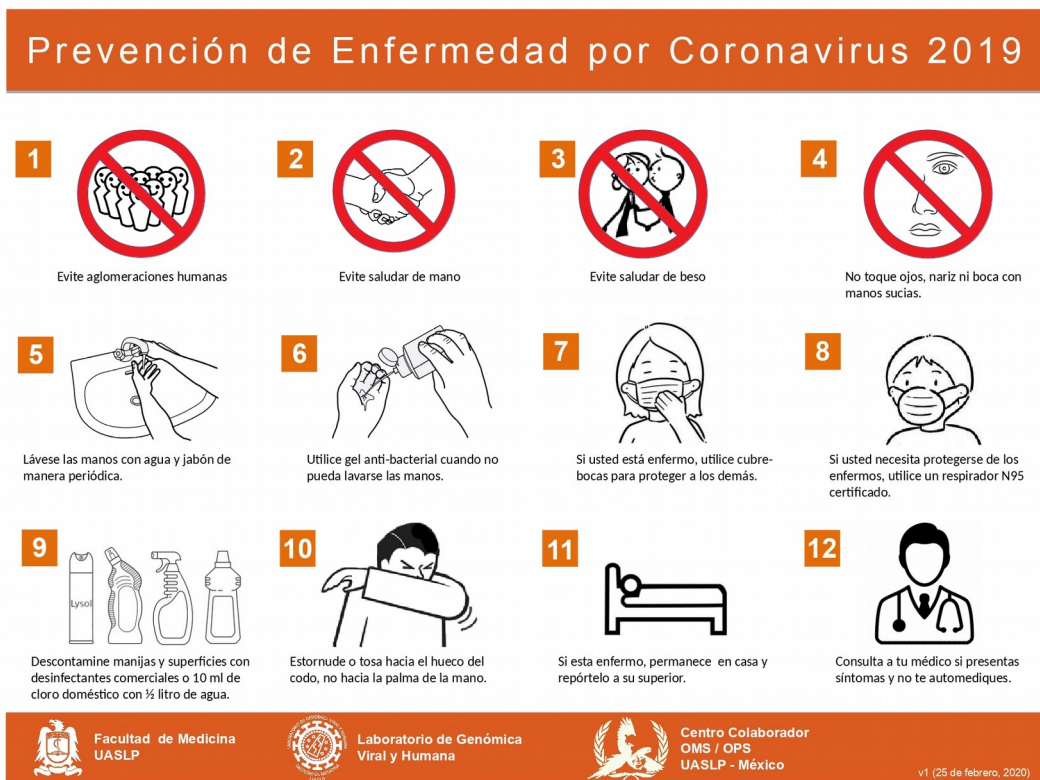 Prevención de Enfermedad por Coronavirus 2019
1
Evite aglomeraciones humanas
2
Evite saludar de mano
3
Evite saludar de beso
4
No toque ojos, nariz ni boca con
manos sucias.
5
Lávese las manos con agua y jabón de
manera periódica.
6
Utilice gel anti-bacterial cuando no
pueda lavarse las manos.
7
Si usted está enfermo, utilice cubre-
bocas para proteger a los demás.
8
Si usted necesita protegerse de los
enfermos, utilice un respirador N95
certificado.
9
Lysol
Descontamine manijas y superficies con
desinfectantes comerciales o 10 ml de
cloro doméstico con ½ litro de agua.
10
Estornude o tosa hacia el hueco del
codo, no hacia la palma de la mano.
11
Si esta enfermo, permanece en casa y
repórtelo a su superior.
12
Consulta a tu médico si presentas
síntomas y no te automediques.
Facultad de Medicina
UASLP
Laboratorio de Genómica
Viral y Humana
Centro Colaborador
OMS / OPS
UASLP - México
v1 (25 de febrero, 2020)